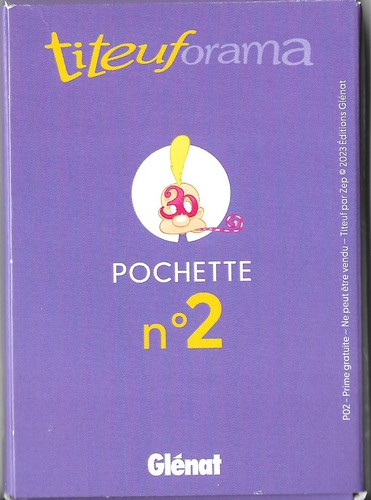 titeuforama
30
POCHETTE
n°2
Glénat
P02 - Prime gratuite – Ne peut être vendu – Titeuf par Zep © 2023 Éditions Glénat